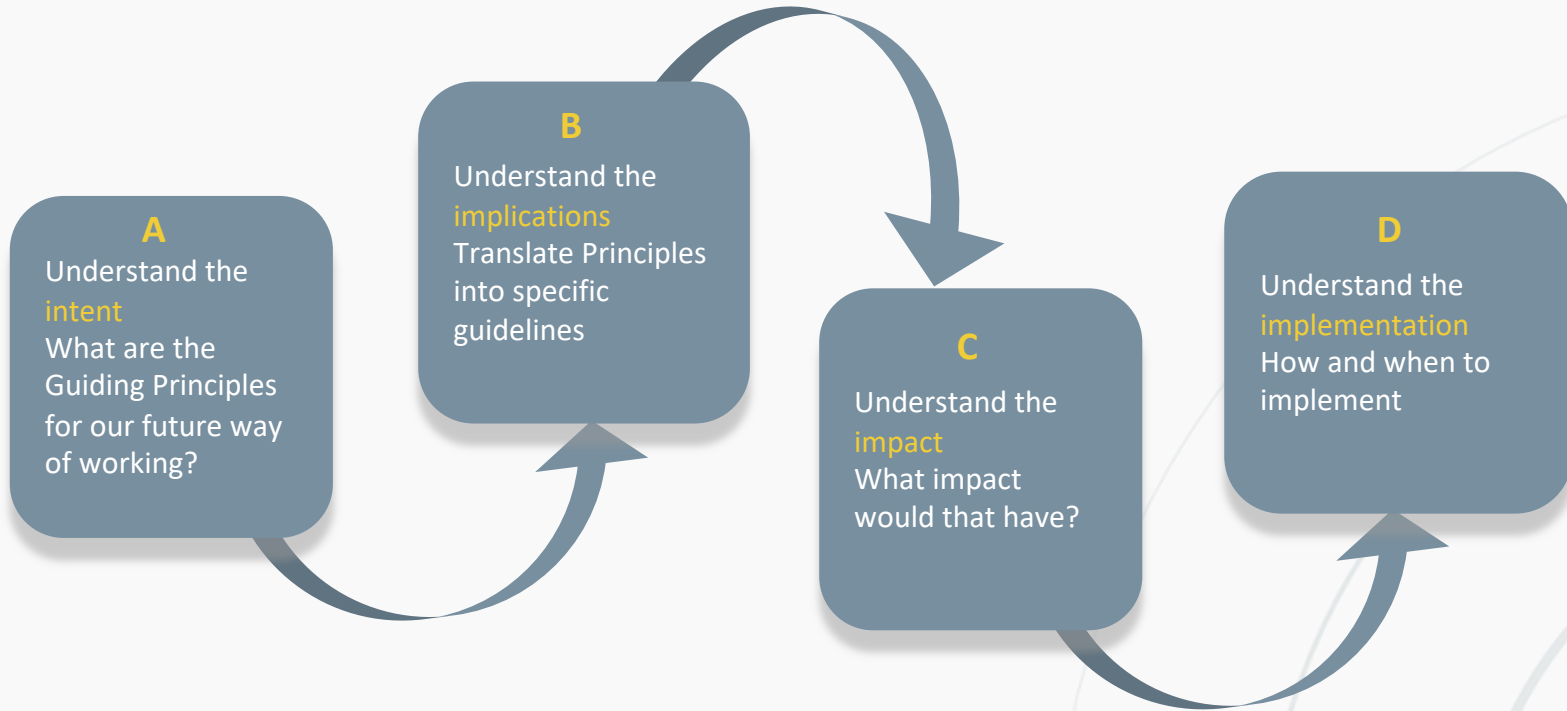 A
Understand the
intent
What are the
Guiding Principles
for our future way
of working?
B
Understand the
implications
Translate Principles
into specific
guidelines
C
Understand the
impact
What impact
would that have?
D
Understand the
implementation
How and when to
implement